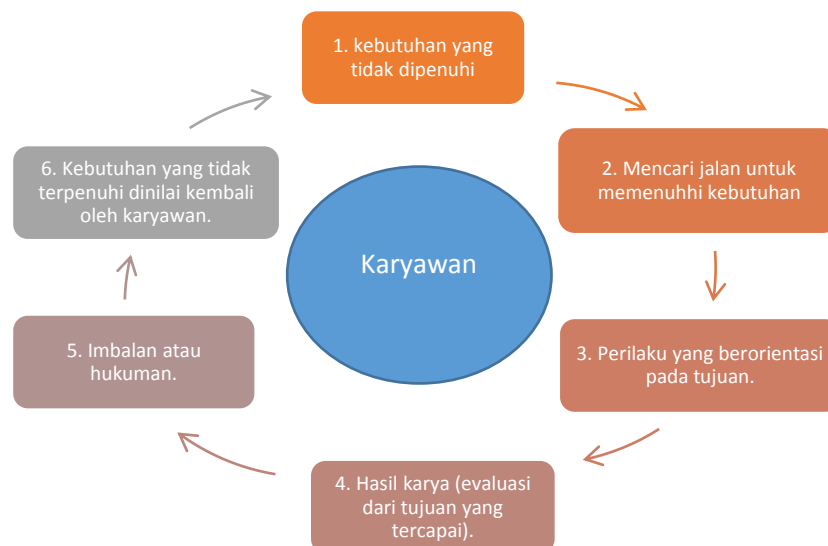 1. kebutuhan yang
tidak dipenuhi
2. Mencari jalan untuk
memenuhhi kebutuhan
3. Perilaku yang berorientasi
pada tujuan.
4. Hasil karya (evaluasi
dari tujuan yang
tercapai).
5. Imbalan atau
hukuman.
6. Kebutuhan yang tidak
terpenuhi dinilai kembali
oleh karyawan.
Karyawan